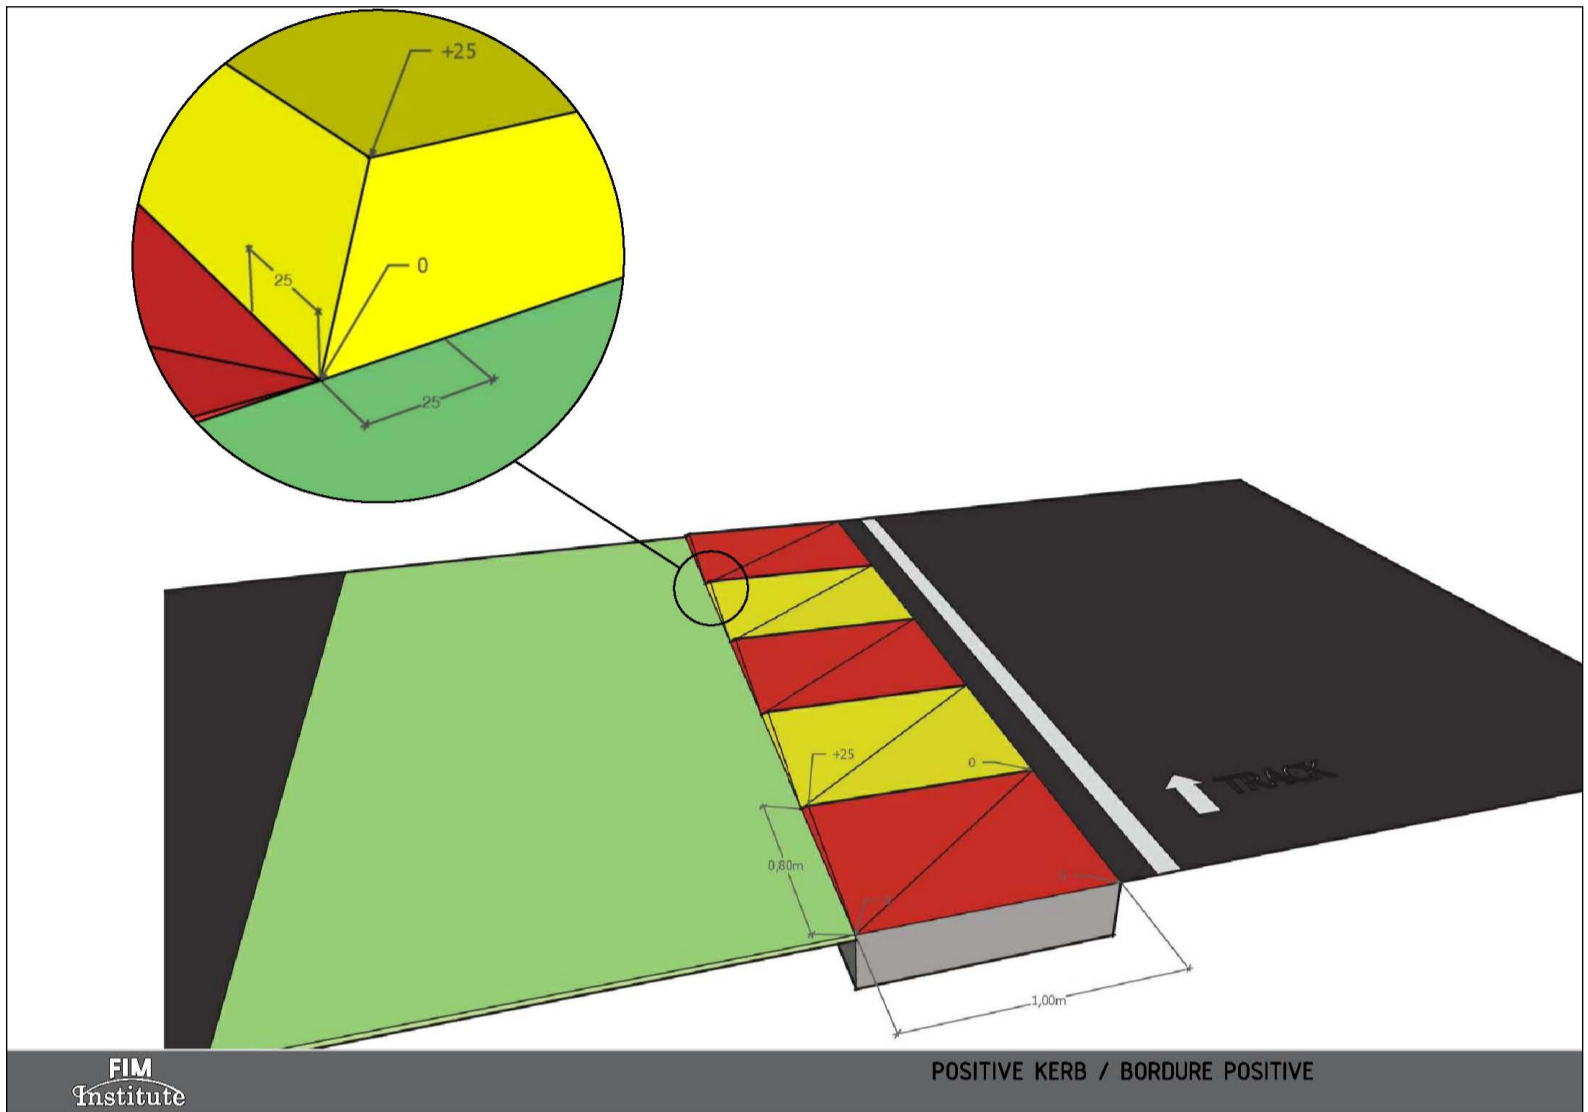 +25
0
25
25
+25
0
0,80m
1,00m
TRACK
FIM
Institute
POSITIVE KERB / BORDURE POSITIVE